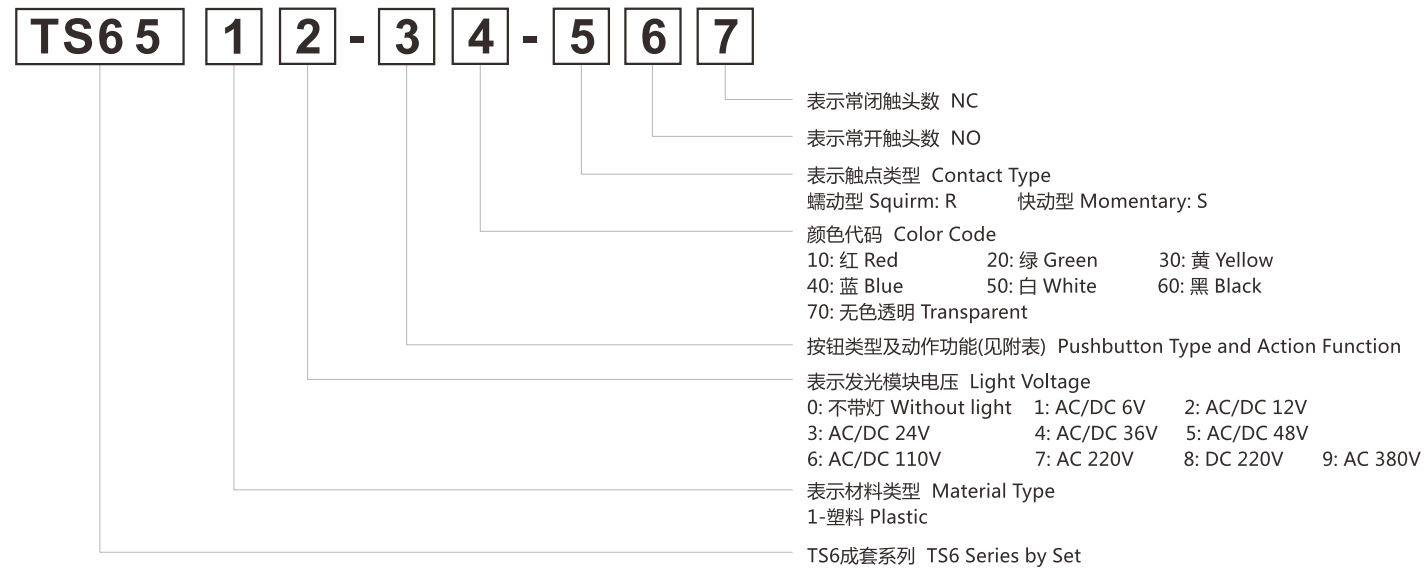 TS65 1 2 - 3 4 - 5 6 7
表示常闭触头数 NC
表示常开触头数 NO
表示触点类型 Contact Type
蠕动型 Squirm: R 快动型 Momentary: S
颜色代码 Color Code
10: 红 Red 20: 绿 Green 30: 黄 Yellow
40: 蓝 Blue 50: 白 White 60: 黑 Black
70: 无色透明 Transparent
按钮类型及动作功能(见附表) Pushbutton Type and Action Function
表示发光模块电压 Light Voltage
0: 不带灯 Without light 1: AC/DC 6V 2: AC/DC 12V
3: AC/DC 24V 4: AC/DC 36V 5: AC/DC 48V
6: AC/DC 110V 7: AC 220V 8: DC 220V 9: AC 380V
表示材料类型 Material Type
1-塑料 Plastic
TS6成套系列 TS6 Series by Set